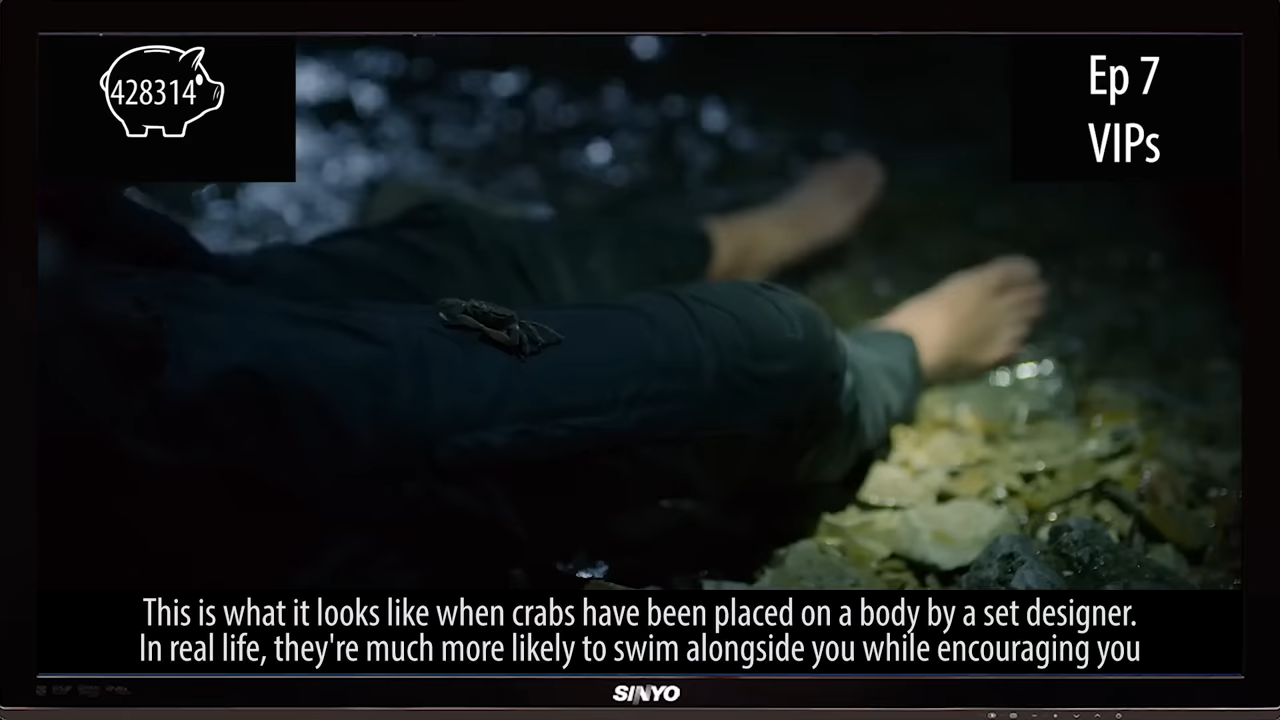 428314
Ep 7
VIPs
This is what it looks like when crabs have been placed on a body by a set designer.
In real life, they're much more likely to swim alongside you while encouraging you
SINYO